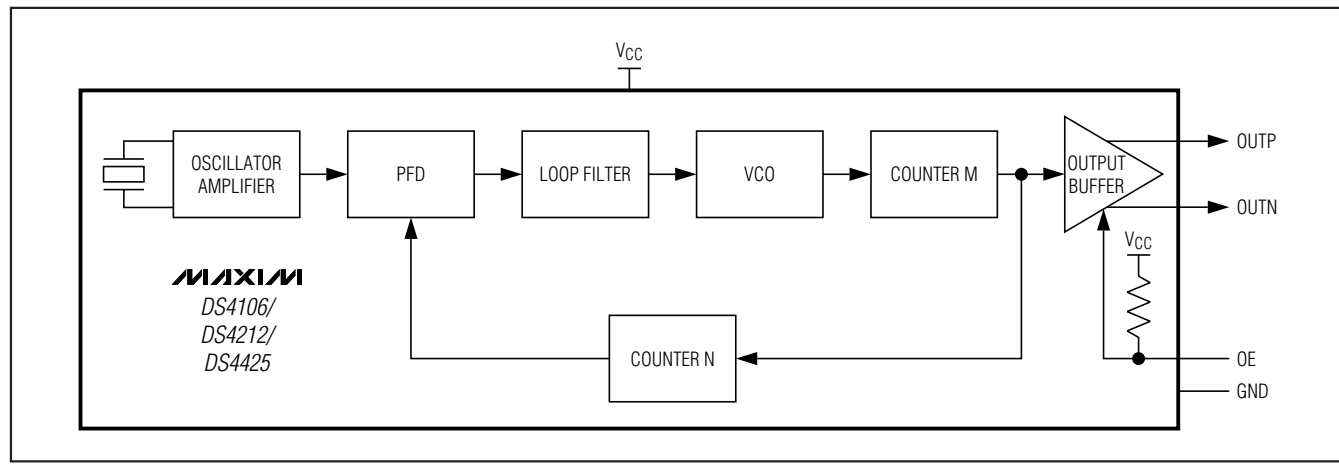 VCC
OSCILLATOR
AMPLIFIER
PFD
LOOP FILTER
VCO
COUNTER M
OUTPUT
BUFFER
OUTP
OUTN
VCC
MAXIM
DS4106/
DS4212/
DS4425
COUNTER N
OE
GND